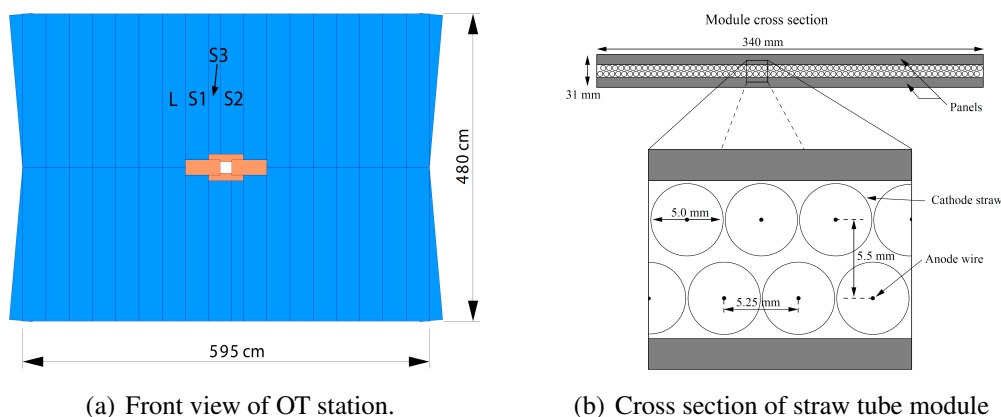 S3
L S1 S2
480 cm
595 cm
(a) Front view of OT station.
(b)
Module cross section
340 mm
31 mm
Panels
Cathode straw
5.0 mm
5.5 mm
Anode wire
5.25 mm
(b) Cross section of straw tube module